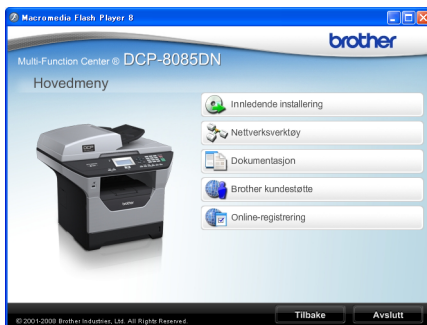 Macromedia Flash Player 8
brother
Multi-Function Center ® DCP-8085DN
Hovedmeny
Innledende installering
Nettverksverktøy
Dokumentasjon
Brother kundestøtte
Online-registrering
Tilbake
Avslutt
© 2001-2008 Brother Industries, Ltd. All Rights Reserved.